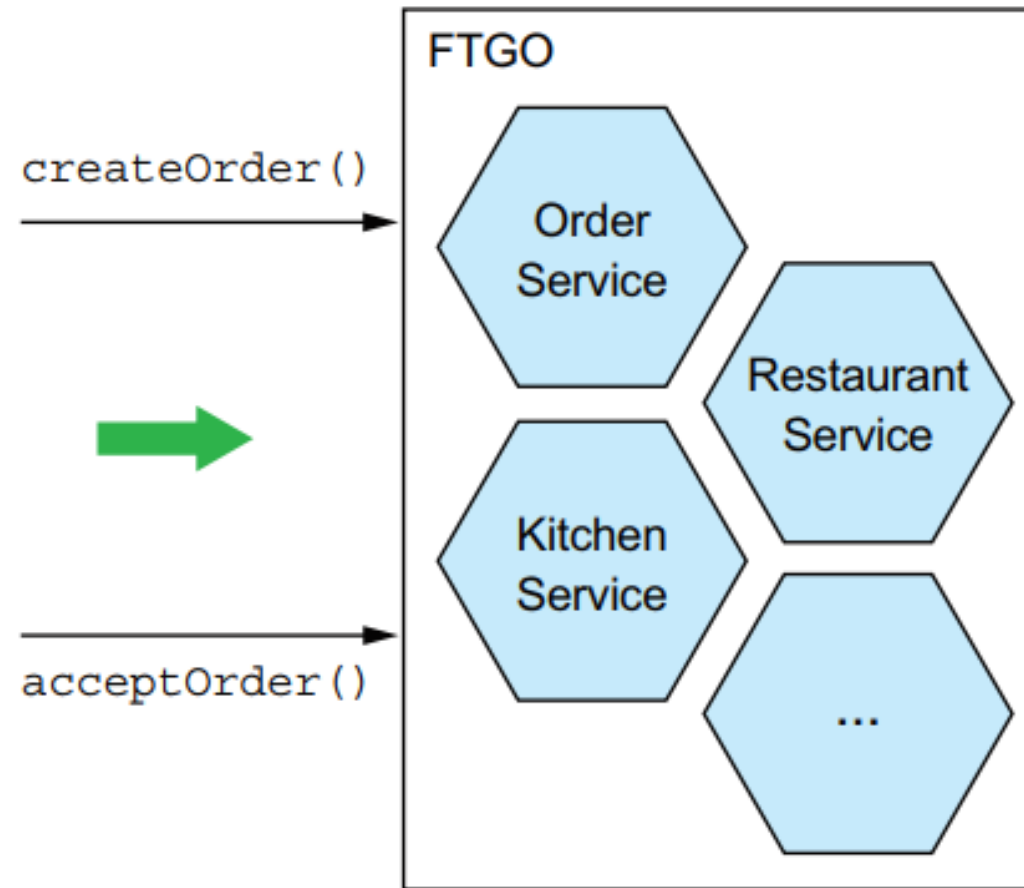 FTGO
createOrder()
Order
Service
Restaurant
Service
Kitchen
Service
acceptOrder()
...